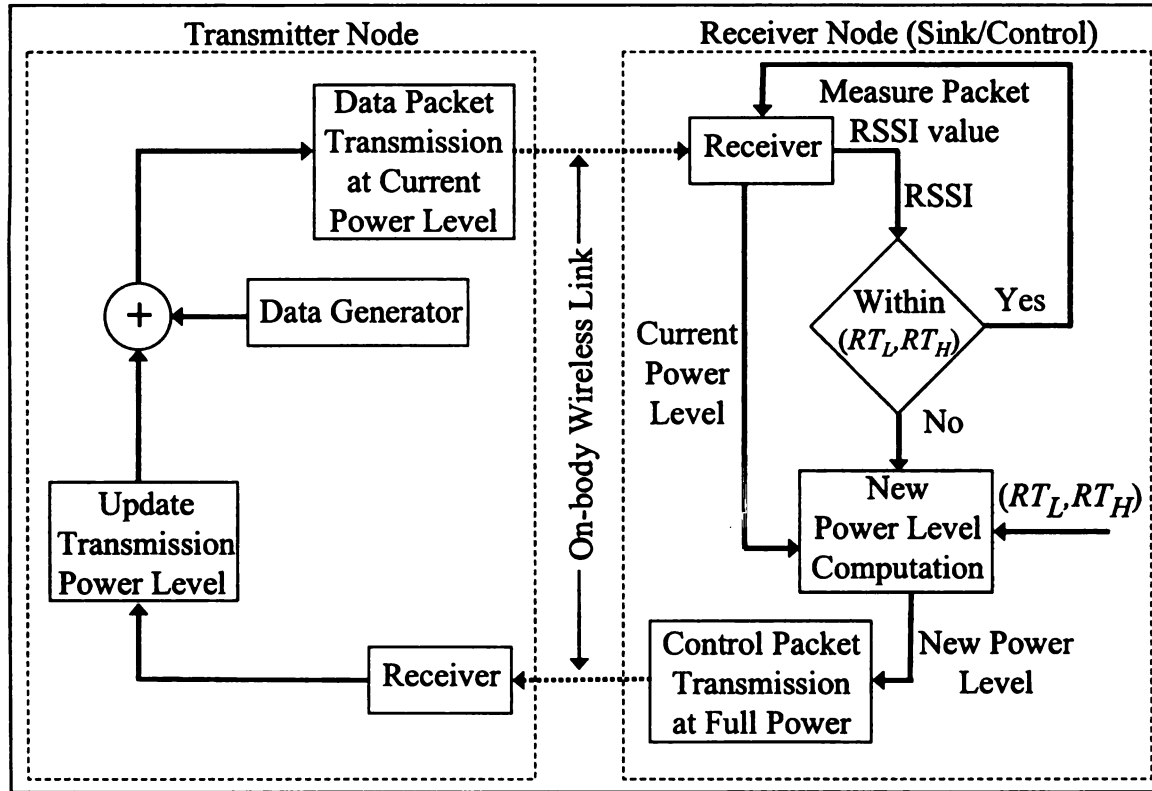 Transmitter Node
Data Packet
Transmission
at Current
Power Level
+
Data Generator
Update
Transmission
Power Level
Receiver
On-body Wireless Link
Receiver Node (Sink/Control)
Measure Packet
RSSI value
Receiver
RSSI
Within
(RT_L,RT_H)
Yes
No
Current
Power
Level
New
Power Level
Computation
(RT_L,RT_H)
New Power
Level
Control Packet
Transmission
at Full Power